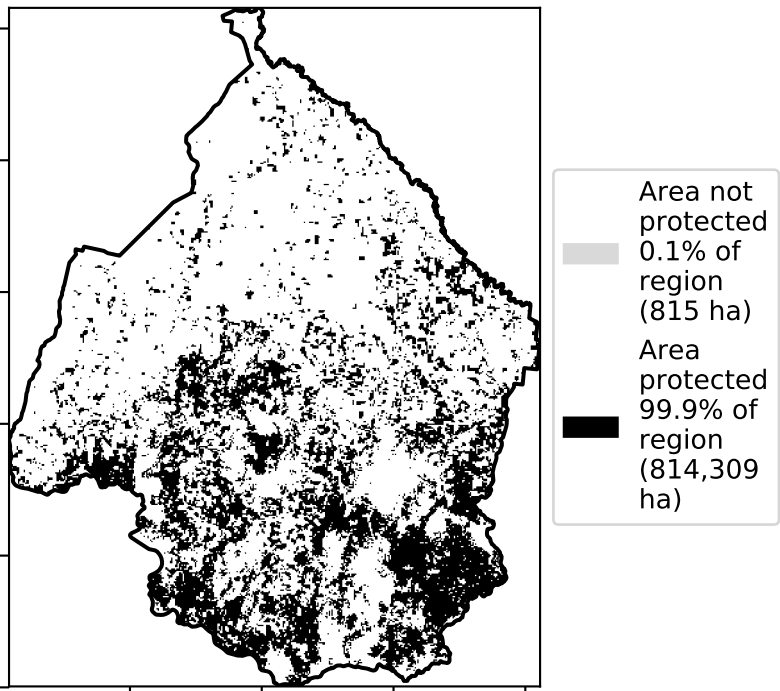 Area not
protected
0.1% of
region
(815 ha)
Area
protected
99.9% of
region
(814,309
ha)